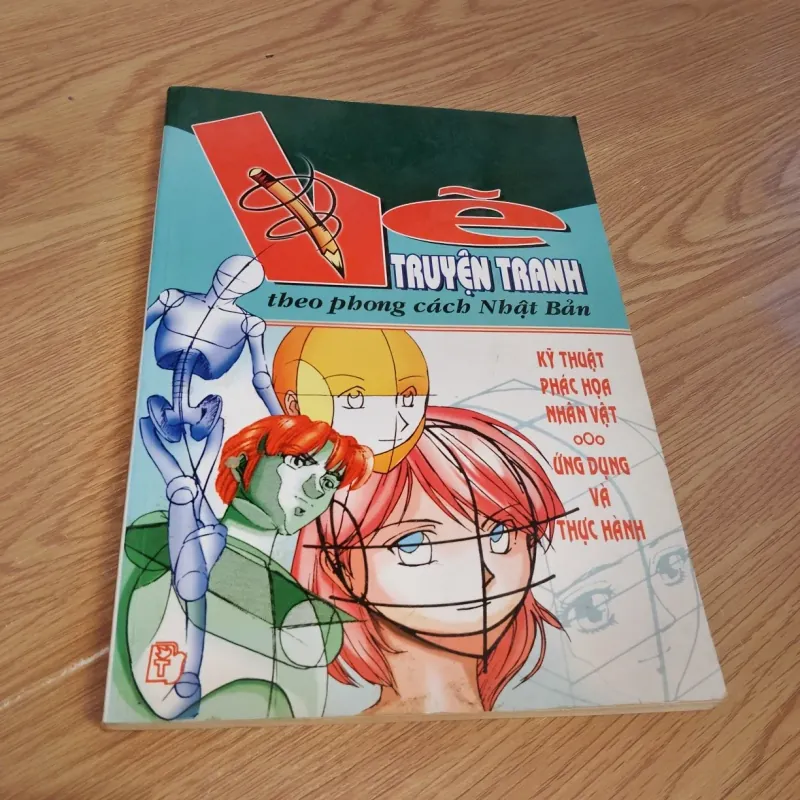 Vẽ
TRUYỆN TRANH
theo phong cách Nhật Bản
KỸ THUẬT
PHÁC HỌA
NHÂN VẬT
oOo
ỨNG DỤNG
VÀ
THỰC HÀNH
T